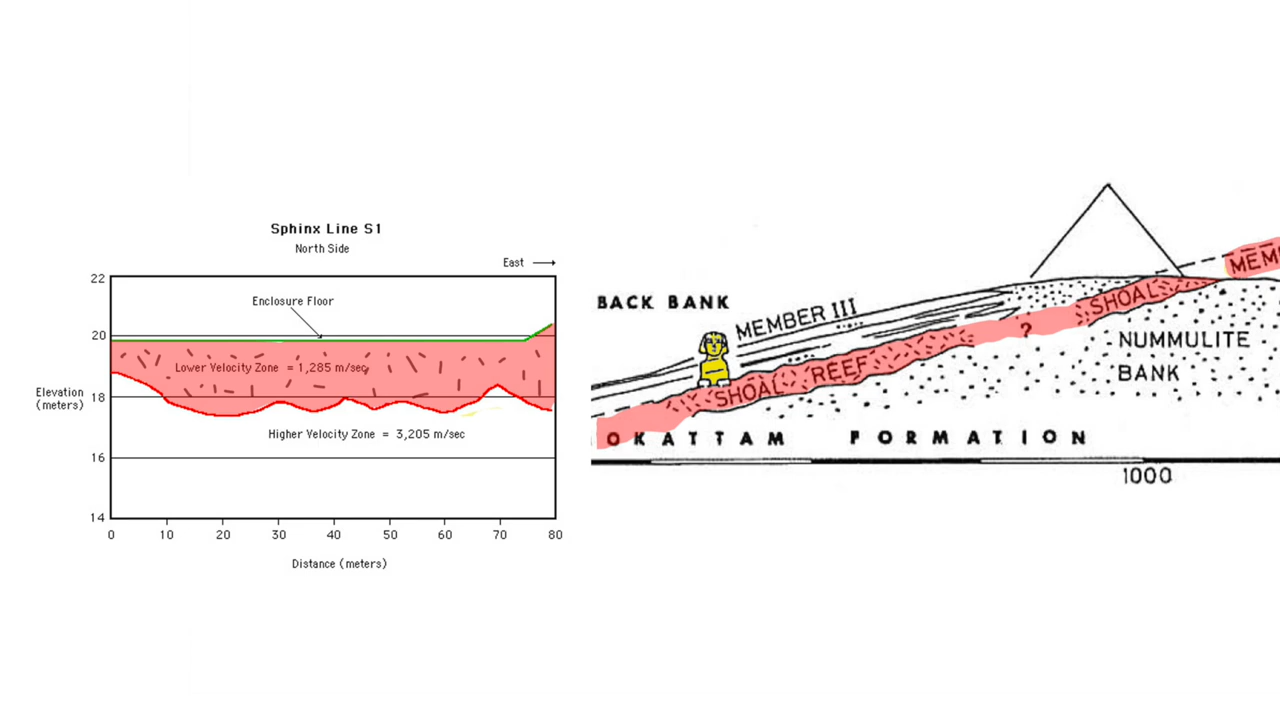 Sphinx Line S1
North Side
East
22
Enclosure Floor
20
Lower Velocity Zone = 1,285 m/sec
Elevation
(meters)
18
Higher Velocity Zone = 3,205 m/sec
16
14
0 10 20 30 40 50 60 70 80
Distance (meters)
BACK BANK
MEMBER III
MEM
SHOAL
?
NUMMULITE
BANK
SHOAL REEF
OKATTAM FORMATION
1000